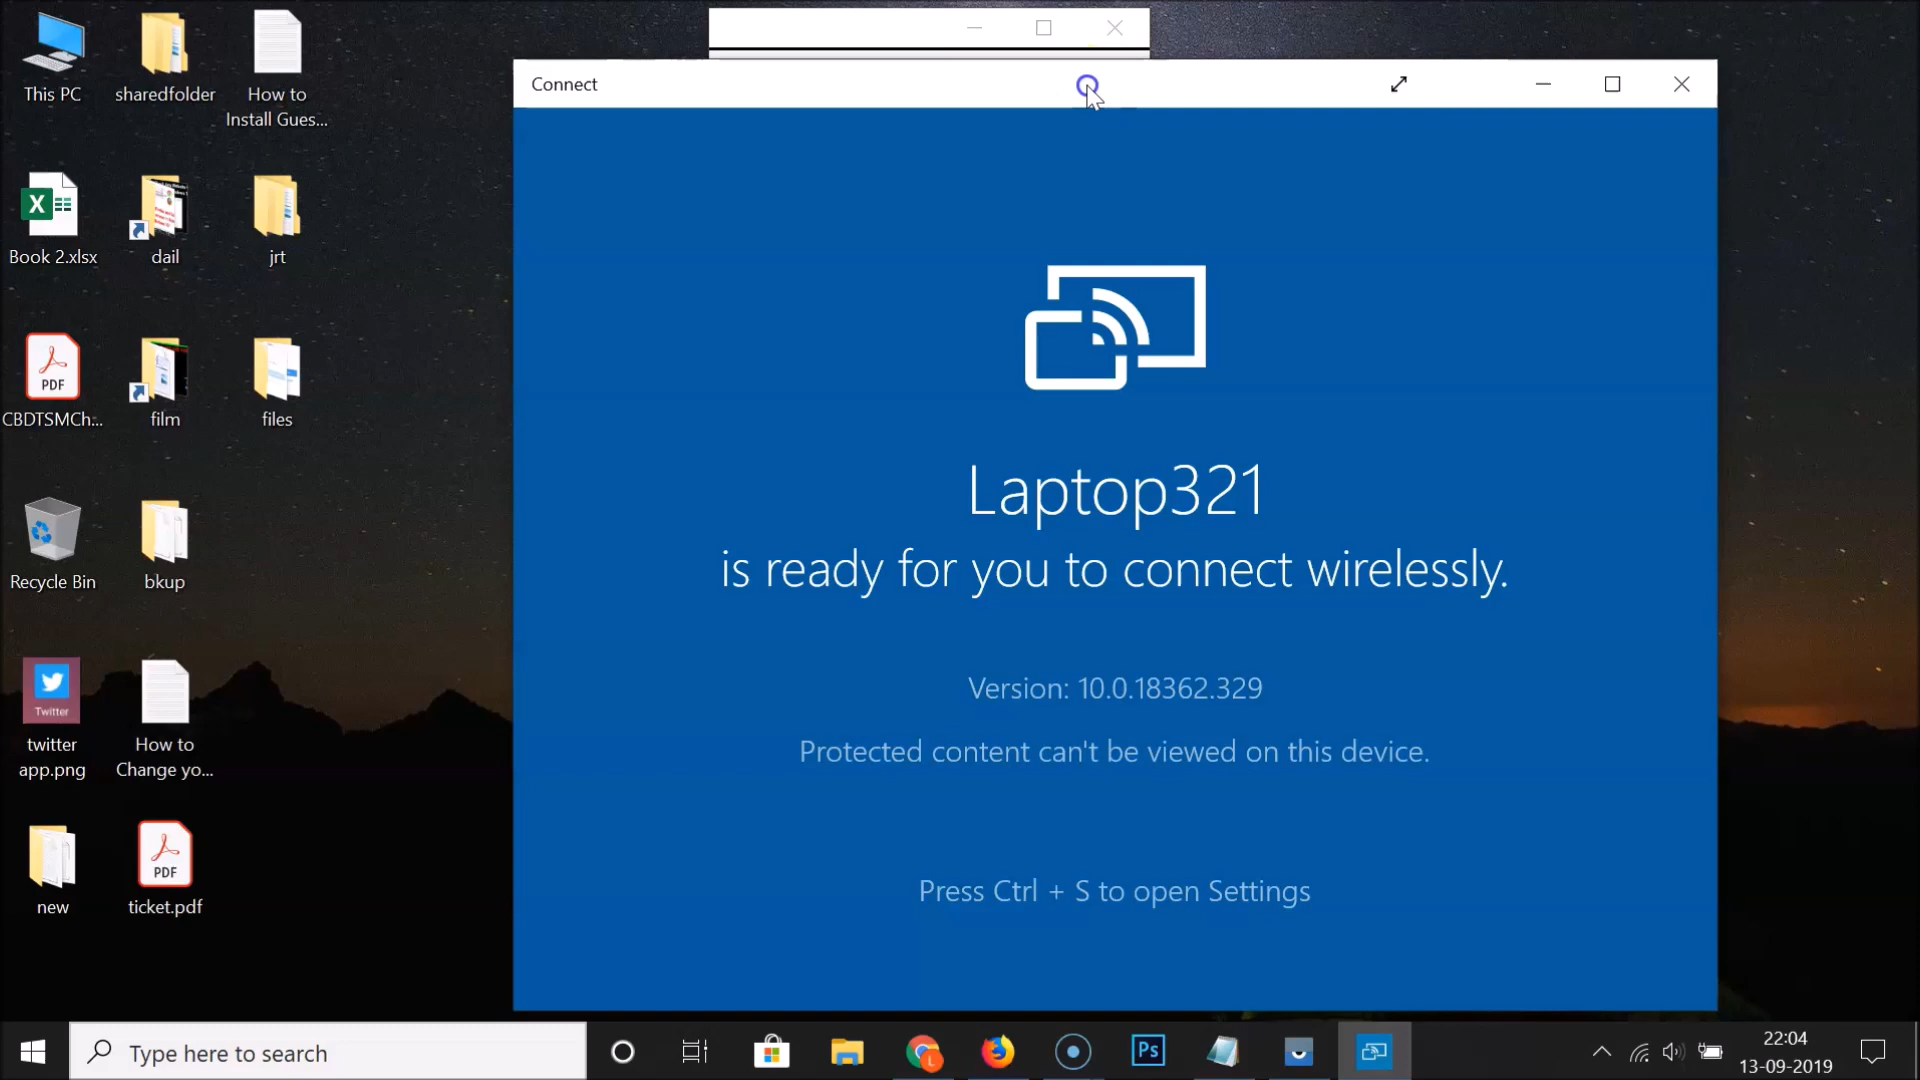 This PC
sharedfolder
How to
Install Gues...
Book 2.xlsx
dail
jrt
PDF
CBDTSMCh...
film
files
Recycle Bin
bkup
Twitter
twitter
app.png
How to
Change yo...
new
PDF
ticket.pdf
Connect
Laptop321
is ready for you to connect wirelessly.
Version: 10.0.18362.329
Protected content can't be viewed on this device.
Press Ctrl + S to open Settings
Type here to search
Ps
22:04
13-09-2019